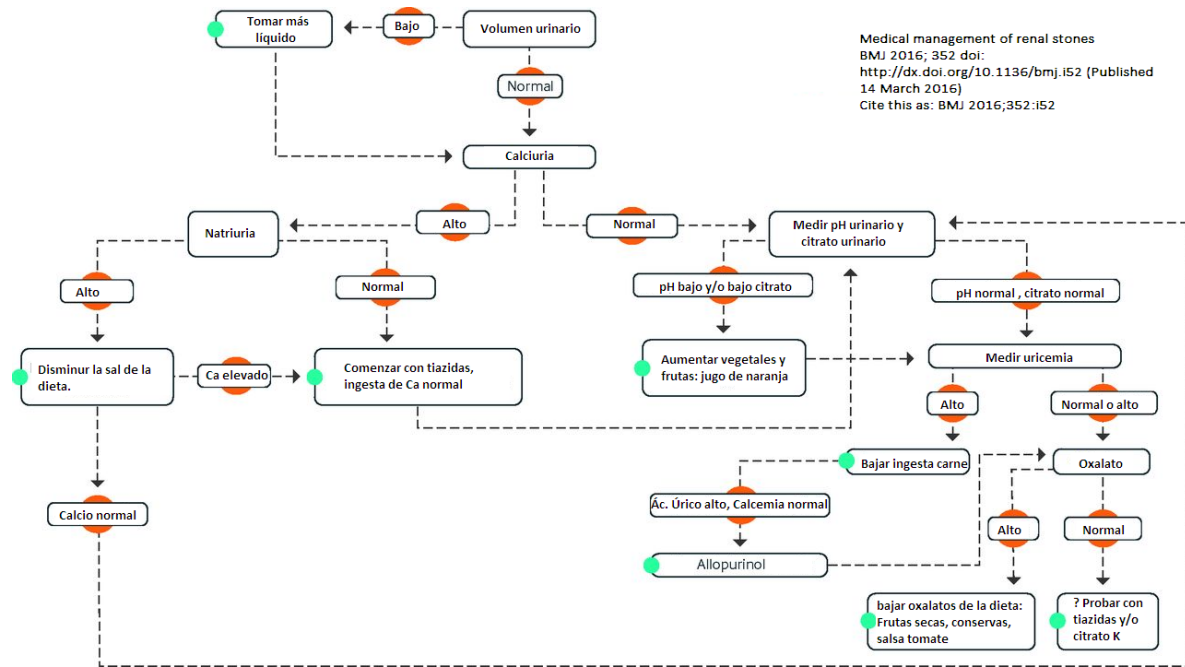 Tomar más
líquido
Bajo
Volumen urinario
Medical management of renal stones
BMJ 2016; 352 doi:
http://dx.doi.org/10.1136/bmj.i52 (Published
14 March 2016)
Cite this as: BMJ 2016;352:i52
Normal
Calciuria
Natriuria
Alto
Normal
Medir pH urinario y
citrato urinario
Alto
Normal
pH bajo y/o bajo citrato
pH normal , citrato normal
Disminur la sal de la
dieta.
Ca elevado
Comenzar con tiazidas,
ingesta de Ca normal
Aumentar vegetales y
frutas: jugo de naranja
Medir uricemia
Alto
Normal o alto
Bajar ingesta carne
Oxalato
Calcio normal
Ác. Úrico alto, Calcemia normal
Alto
Normal
Allopurinol
bajar oxalatos de la dieta:
Frutas secas, conservas,
salsa tomate
? Probar con
tiazidas y/o
citrato K